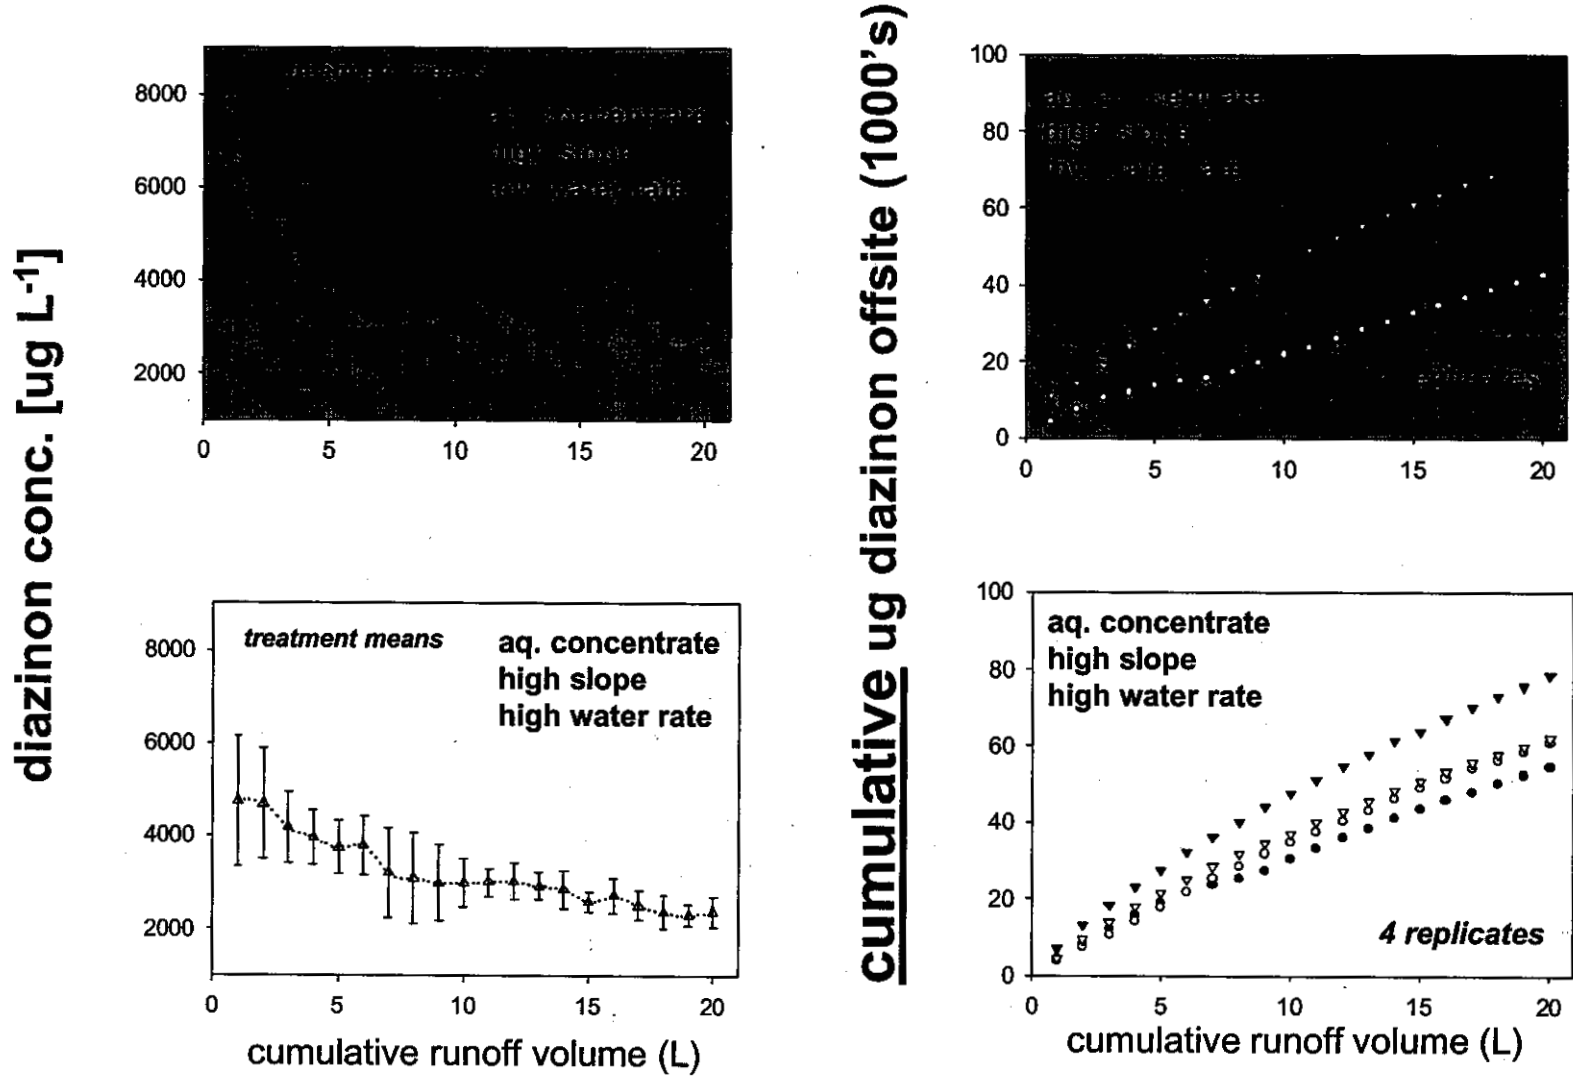 diazinon conc. [ug L-1]
8000
6000
4000
2000
0 5 10 15 20
cumulative ug diazinon offsite (1000's)
100
80
60
40
20
0
0 5 10 15 20
8000
6000
4000
2000
treatment means
aq. concentrate
high slope
high water rate
0 5 10 15 20
cumulative runoff volume (L)
100
80
60
40
20
0
aq. concentrate
high slope
high water rate
4 replicates
0 5 10 15 20
cumulative runoff volume (L)